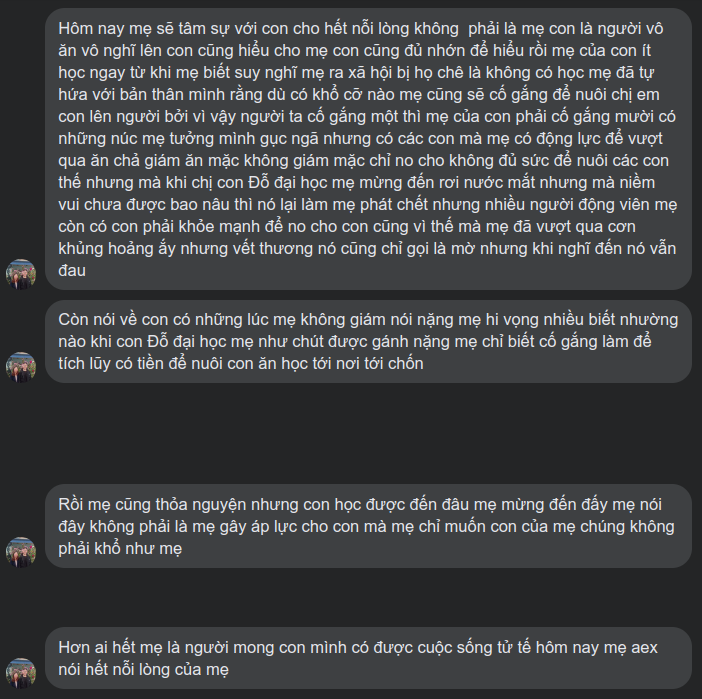 Hôm nay mẹ sẽ tâm sự với con cho hết nỗi lòng không  phải là mẹ con là người vô
ăn vô nghĩ lên con cũng hiểu cho mẹ con cũng đủ nhớn để hiểu rồi mẹ của con ít
học ngay từ khi mẹ biết suy nghĩ mẹ ra xã hội bị họ chê là không có học mẹ đã tự
hứa với bản thân mình rằng dù có khổ cỡ nào mẹ cũng sẽ cố gắng để nuôi chị em
con lên người bởi vì vậy người ta cố gắng một thì mẹ của con phải cố gắng mười có
những núc mẹ tưởng mình gục ngã nhưng có các con mà mẹ có động lực để vượt
qua ăn chả giám ăn mặc không giám mặc chỉ no cho không đủ sức để nuôi các con
thế nhưng mà khi chị con Đỗ đại học mẹ mừng đến rơi nước mắt nhưng mà niềm
vui chưa được bao nâu thì nó lại làm mẹ phát chết nhưng nhiều người động viên mẹ
còn có con phải khỏe mạnh để no cho con cũng vì thế mà mẹ đã vượt qua cơn
khủng hoảng ấy nhưng vết thương nó cũng chỉ gọi là mờ nhưng khi nghĩ đến nó vẫn
đau
Còn nói về con có những lúc mẹ không giám nói nặng mẹ hi vọng nhiều biết nhường
nào khi con Đỗ đại học mẹ như chút được gánh nặng mẹ chỉ biết cố gắng làm để
tích lũy có tiền để nuôi con ăn học tới nơi tới chốn
Rồi mẹ cũng thỏa nguyện nhưng con học được đến đâu mẹ mừng đến đấy mẹ nói
đây không phải là mẹ gây áp lực cho con mà mẹ chỉ muốn con của mẹ chúng không
phải khổ như mẹ
Hơn ai hết mẹ là người mong con mình có được cuộc sống tử tế hôm nay mẹ aex
nói hết nỗi lòng của mẹ